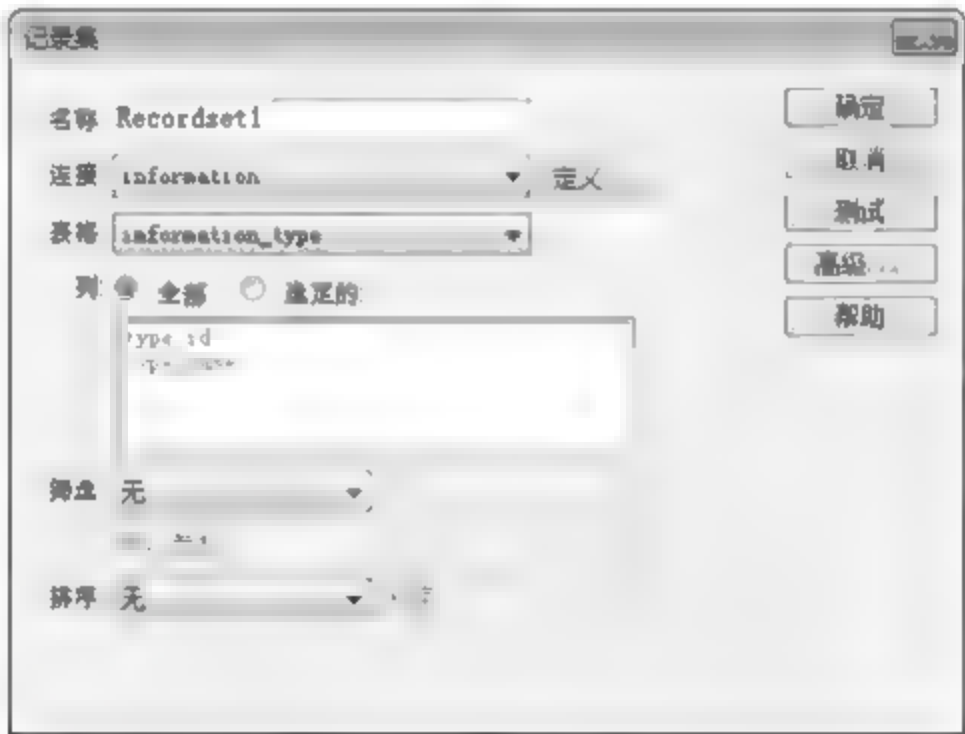 记录集
名称 Recordset1 确定
连接 information 定义 取消
表格 information_type 测试
高级...
列: 全部 选定的: 帮助
type_id
筛选 无
排序 无